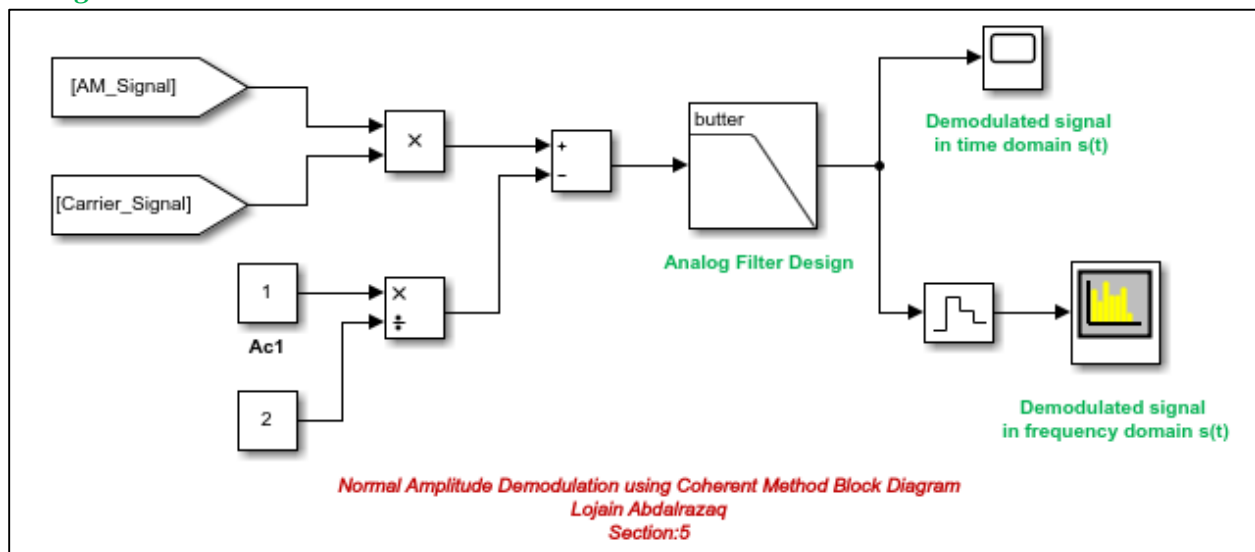 [AM_Signal]
[Carrier_Signal]
×
+
−
butter
Analog Filter Design
Demodulated signal
in time domain s(t)
1
Ac1
2
×
÷
Demodulated signal
in frequency domain s(t)
Normal Amplitude Demodulation using Coherent Method Block Diagram
Lojain Abdalrazaq
Section:5